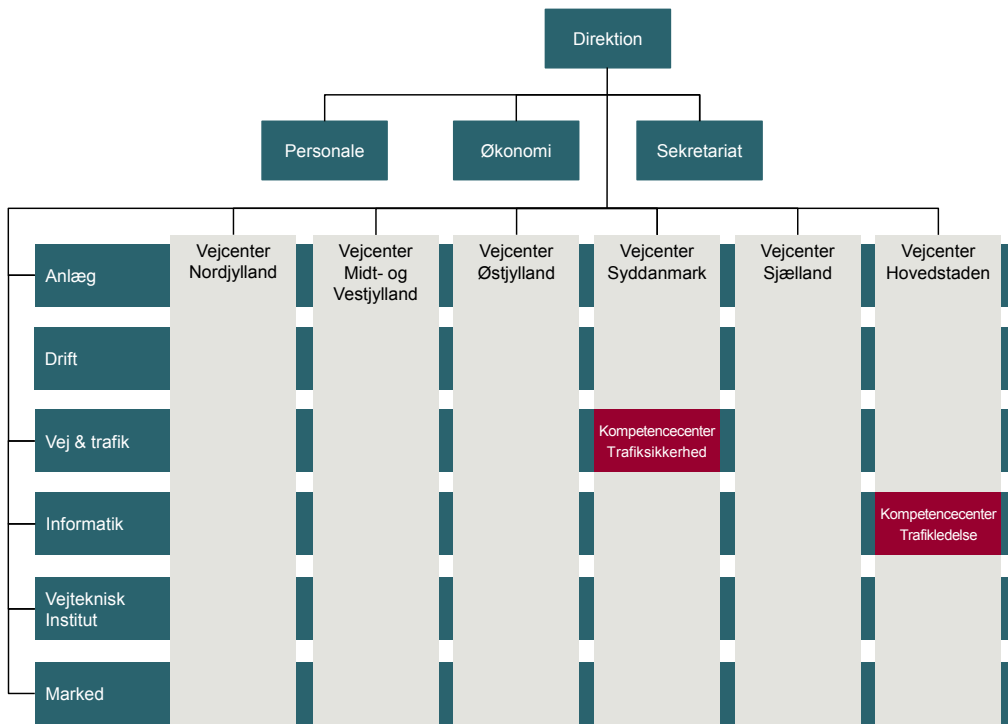 Direktion
Personale
Økonomi
Sekretariat
Vejcenter
Nordjylland
Vejcenter
Midt- og
Vestjylland
Vejcenter
Østjylland
Vejcenter
Syddanmark
Vejcenter
Sjælland
Vejcenter
Hovedstaden
Anlæg
Drift
Vej & trafik
Kompetencecenter
Trafiksikkerhed
Informatik
Kompetencecenter
Trafikledelse
Vejteknisk
Institut
Marked